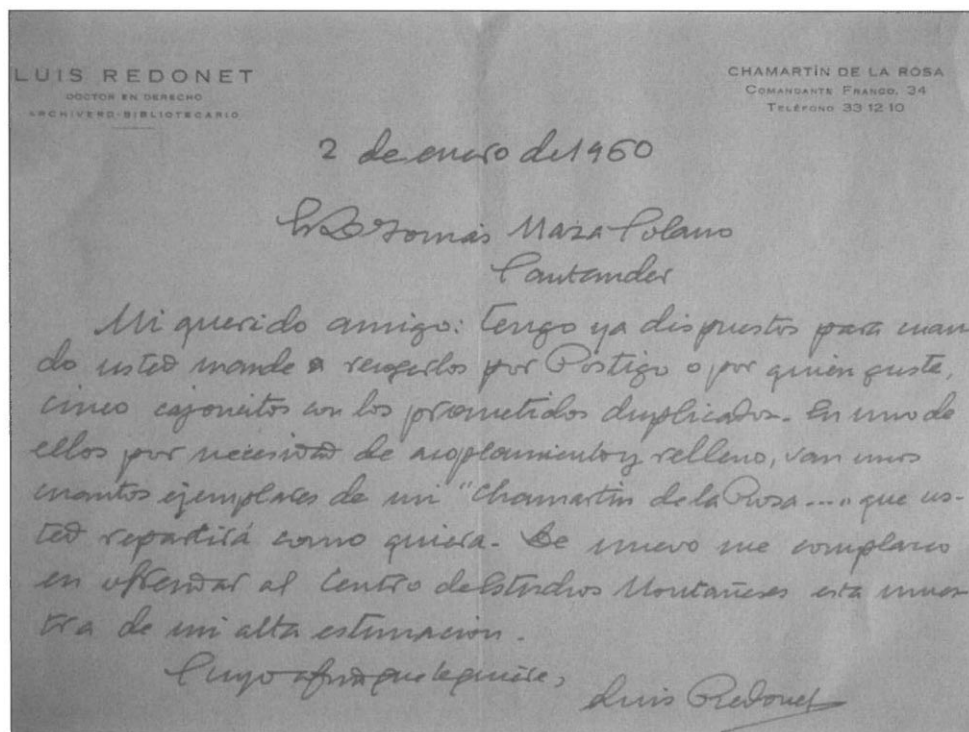 LUIS REDONET
DOCTOR EN DERECHO
ARCHIVERO-BIBLIOTECARIO
CHAMARTÍN DE LA ROSA
COMANDANTE FRANCO, 34
TELÉFONO 33 12 10
2 de enero de 1960
Sr. D. Tomás Maza Solano
Santander
Mi querido amigo: Tengo ya dispuestos para cuan-
do usted mande a recogerlos por Postigo o por quien guste,
cinco cajoncitos con los prometidos duplicados. En uno de
ellos por necesidad de acoplamiento y relleno, van unos
cuantos ejemplares de mi "Chamartín de la Rosa...." que us-
ted repartirá como quiera. De nuevo me complazco
en ofrendar al Centro de Estudios Montañeses esta mues-
tra de mi alta estimación.
Suyo afmo que le quiere,
Luis Redonet